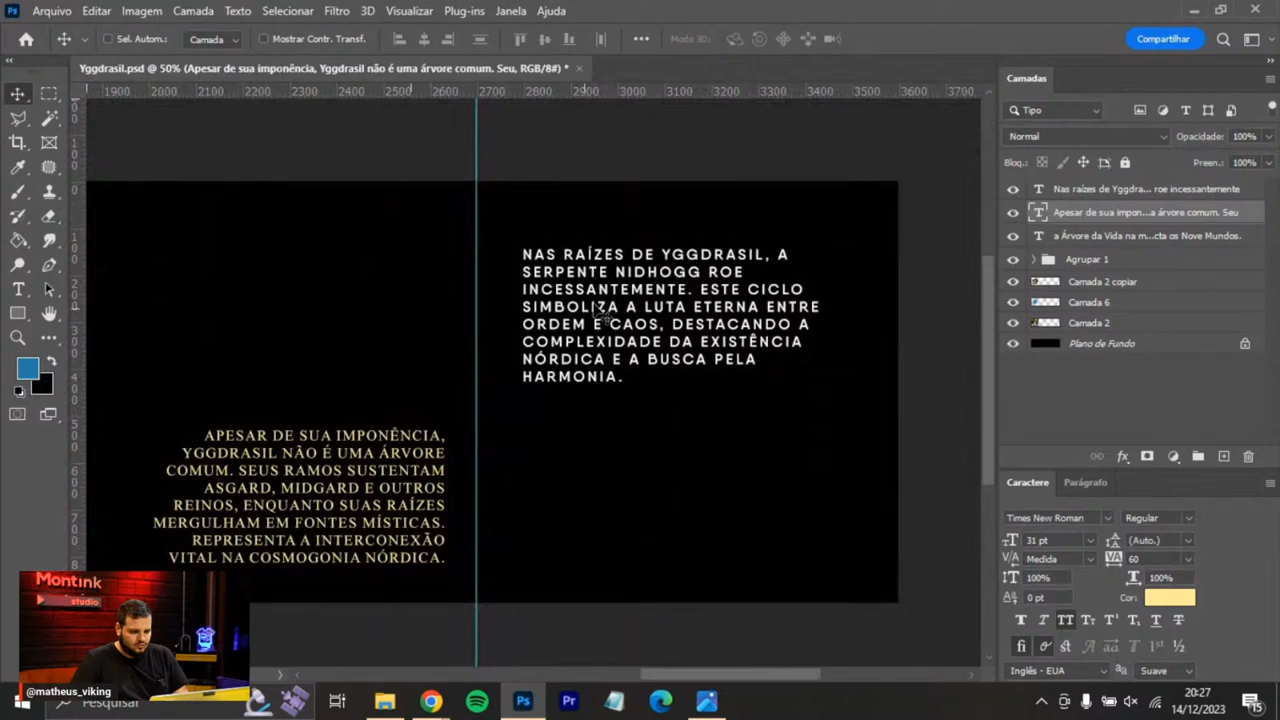 Ps Arquivo Editar Imagem Camada Texto Selecionar Filtro 3D Visualizar Plug-ins Janela Ajuda
Sel. Autom.: Camada Mostrar Contr. Transf. Modo 3D: Compartilhar
Yggdrasil.psd @ 50% (Apesar de sua imponência, Yggdrasil não é uma árvore comum. Seu, RGB/8#) *
1900 2000 2100 2200 2300 2400 2500 2600 2700 2800 2900 3000 3100 3200 3300 3400 3500 3600 3700
NAS RAÍZES DE YGGDRASIL, A
SERPENTE NIDHOGG ROE
INCESSANTEMENTE. ESTE CICLO
SIMBOLIZA A LUTA ETERNA ENTRE
ORDEM E CAOS, DESTACANDO A
COMPLEXIDADE DA EXISTÊNCIA
NÓRDICA E A BUSCA PELA
HARMONIA.
APESAR DE SUA IMPONÊNCIA,
YGGDRASIL NÃO É UMA ÁRVORE
COMUM. SEUS RAMOS SUSTENTAM
ASGARD, MIDGARD E OUTROS
REINOS, ENQUANTO SUAS RAÍZES
MERGULHAM EM FONTES MÍSTICAS.
REPRESENTA A INTERCONEXÃO
VITAL NA COSMOGONIA NÓRDICA.
Camadas
Tipo
Normal Opacidade: 100%
Bloq.: Preen.: 100%
Nas raízes de Yggdra... roe incessantemente
Apesar de sua impon...a árvore comum. Seu
a Árvore da Vida na m...cta os Nove Mundos.
Agrupar 1
Camada 2 copiar
Camada 6
Camada 2
Plano de Fundo
Caractere Parágrafo
Times New Roman Regular
31 pt (Auto.)
Medida 60
100% 100%
0 pt Cor:
Inglês - EUA Suave
Montink
studio
@matheus_viking
Pesquisar
Ps Pr
20:27
14/12/2023
15